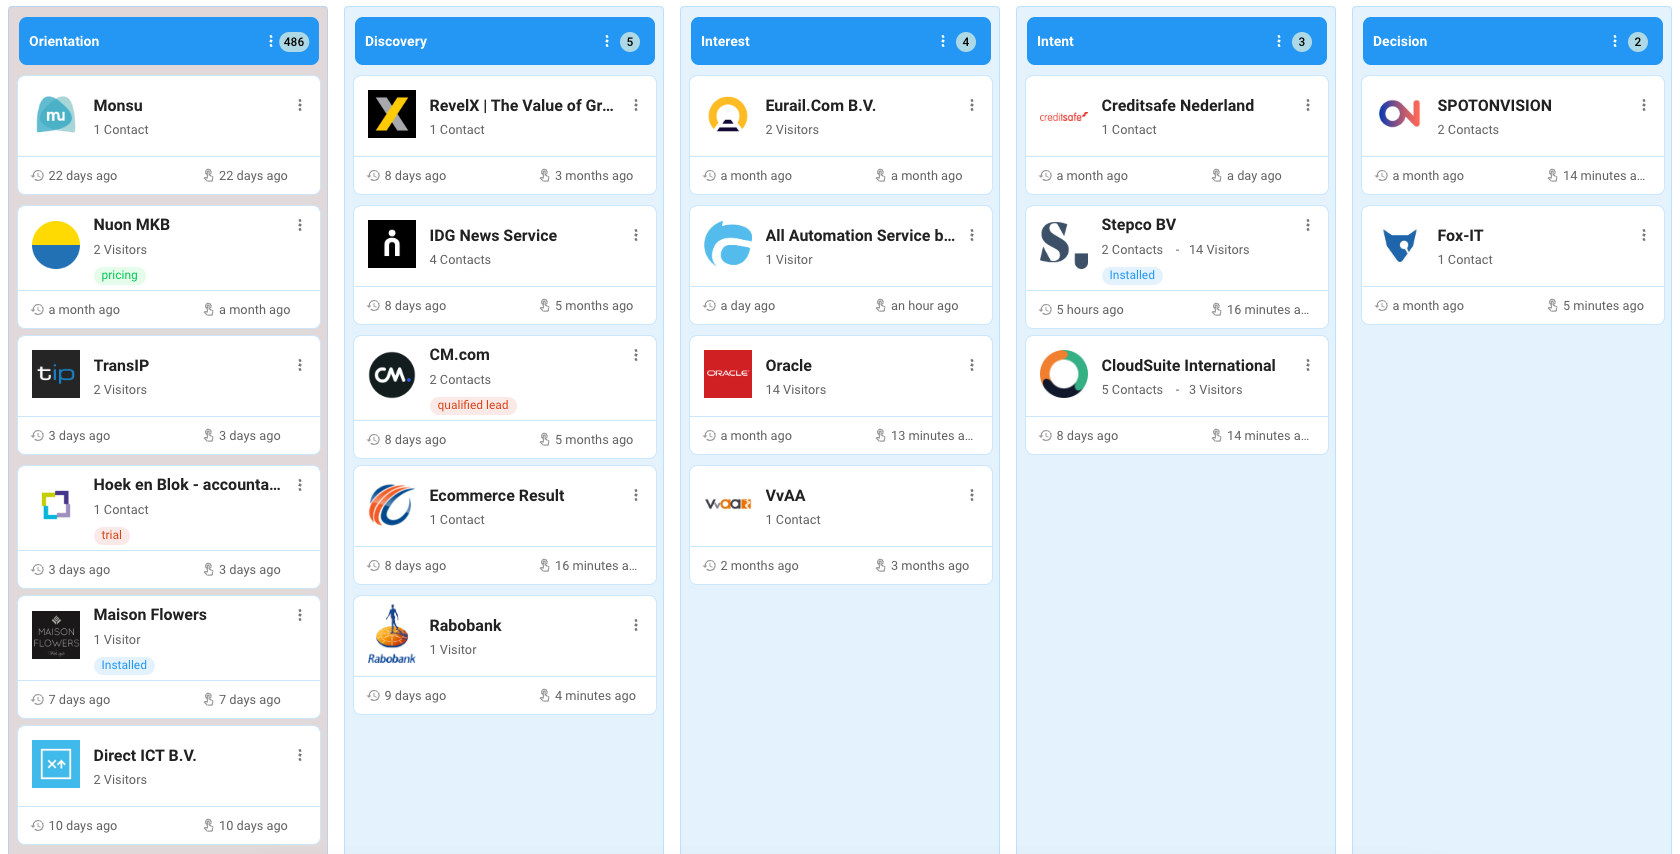 Orientation
486
mu
Monsu
1 Contact
22 days ago
22 days ago
Nuon MKB
2 Visitors
pricing
a month ago
a month ago
tip
TransIP
2 Visitors
3 days ago
3 days ago
Hoek en Blok - accounta...
1 Contact
trial
3 days ago
3 days ago
MAISON
FLOWERS
Maison Flowers
1 Visitor
Installed
7 days ago
7 days ago
Direct ICT B.V.
2 Visitors
10 days ago
10 days ago
Discovery
5
RevelX | The Value of Gr...
1 Contact
8 days ago
3 months ago
IDG News Service
4 Contacts
8 days ago
5 months ago
CM.
CM.com
2 Contacts
qualified lead
8 days ago
5 months ago
Ecommerce Result
1 Contact
8 days ago
16 minutes a...
Rabobank
Rabobank
1 Visitor
9 days ago
4 minutes ago
Interest
4
Eurail.Com B.V.
2 Visitors
a month ago
a month ago
All Automation Service b...
1 Visitor
a day ago
an hour ago
ORACLE
Oracle
14 Visitors
a month ago
13 minutes a...
VvAA
VvAA
1 Contact
2 months ago
3 months ago
Intent
3
creditsafe
Creditsafe Nederland
1 Contact
a month ago
a day ago
S.
Stepco BV
2 Contacts - 14 Visitors
Installed
5 hours ago
16 minutes a...
CloudSuite International
5 Contacts - 3 Visitors
8 days ago
14 minutes a...
Decision
2
SPOTONVISION
2 Contacts
a month ago
14 minutes a...
Fox-IT
1 Contact
a month ago
5 minutes ago